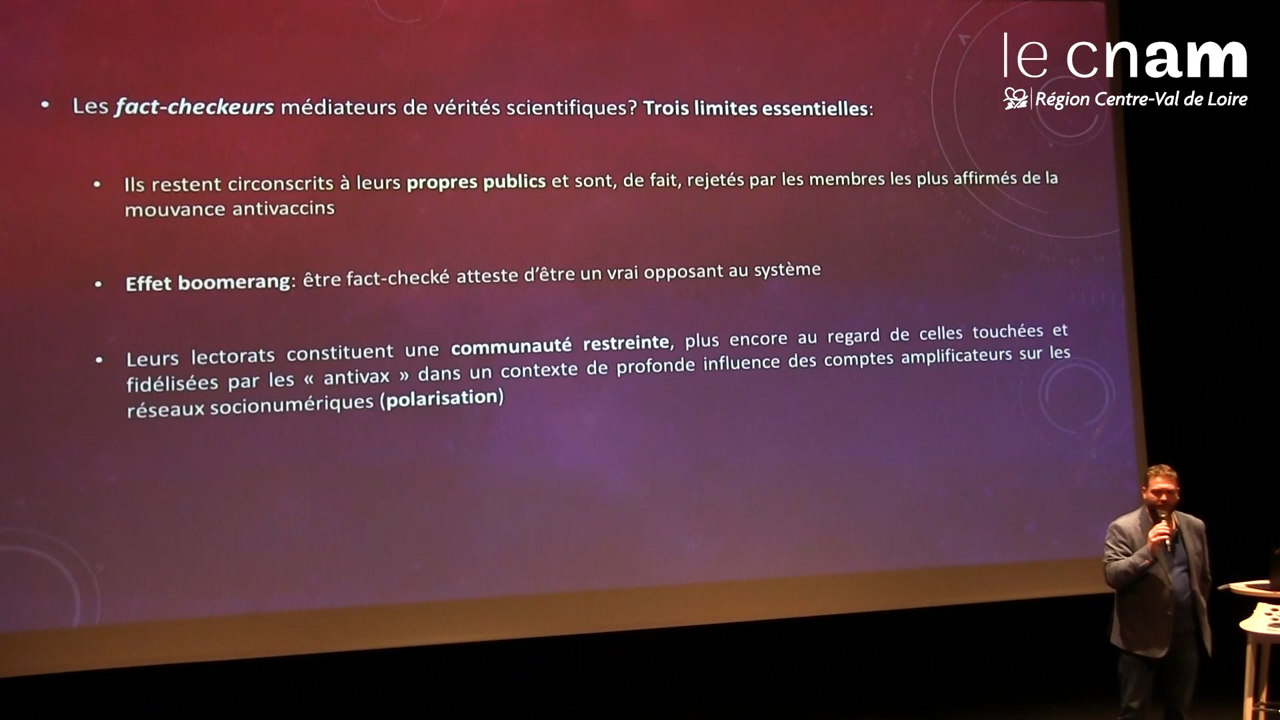 le cnam
Région Centre-Val de Loire
• Les fact-checkeurs médiateurs de vérités scientifiques? Trois limites essentielles:
• Ils restent circonscrits à leurs propres publics et sont, de fait, rejetés par les membres les plus affirmés de la
mouvance antivaccins
• Effet boomerang: être fact-checké atteste d’être un vrai opposant au système
• Leurs lectorats constituent une communauté restreinte, plus encore au regard de celles touchées et
fidélisées par les « antivax » dans un contexte de profonde influence des comptes amplificateurs sur les
réseaux socionumériques (polarisation)